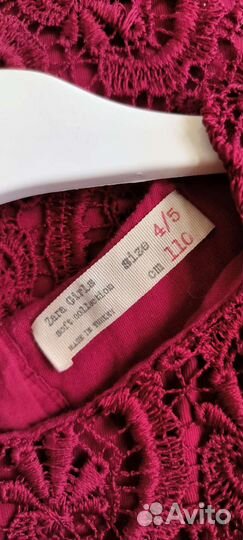 Zara Girls
soft collection
MADE IN TURKEY
size 4/5
cm 110
Avito